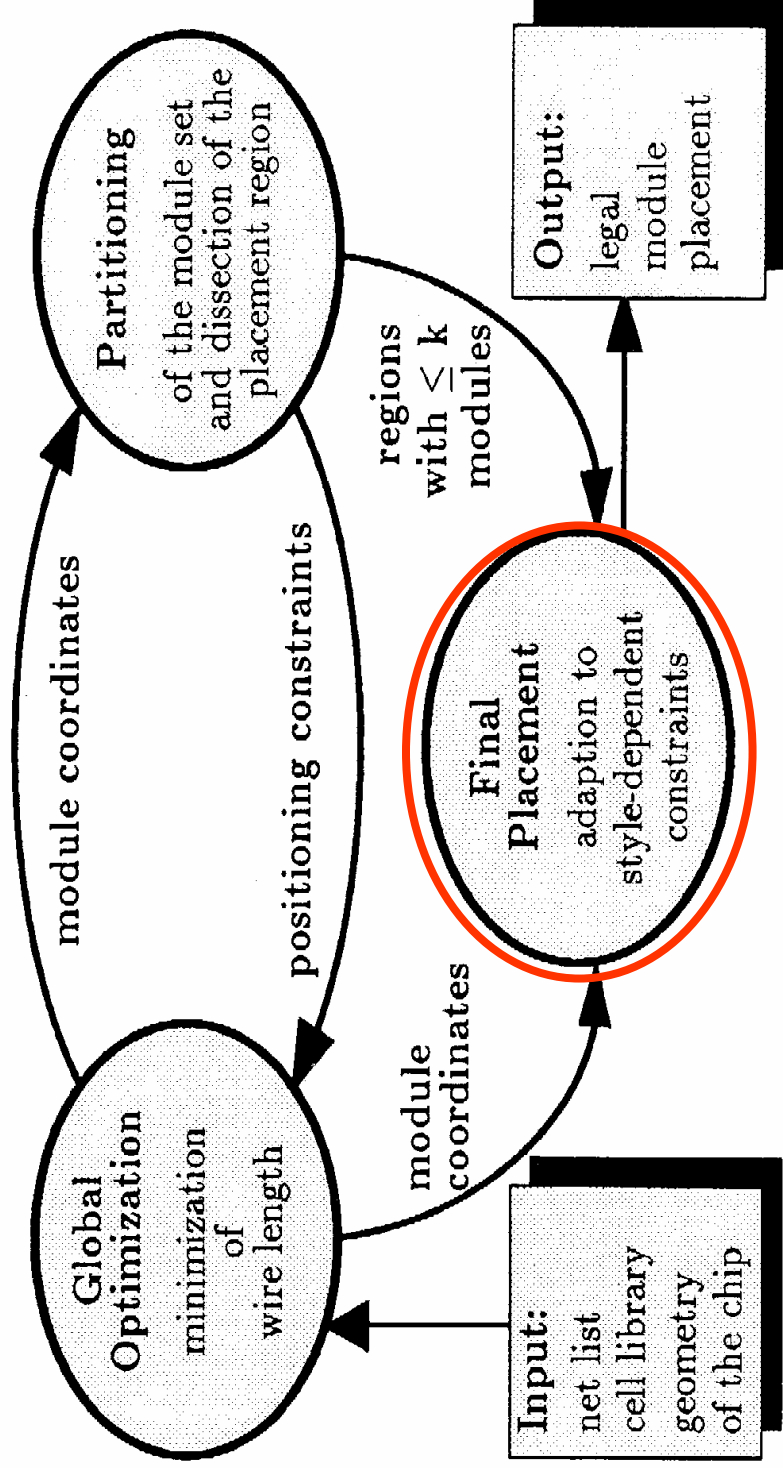 Global
Optimization
minimization
of
wire length
module coordinates
positioning constraints
Partitioning
of the module set
and dissection of the
placement region
module
coordinates
regions
with ≤ k
modules
Final
Placement
adaption to
style-dependent
constraints
Input:
net list
cell library
geometry
of the chip
Output:
legal
module
placement